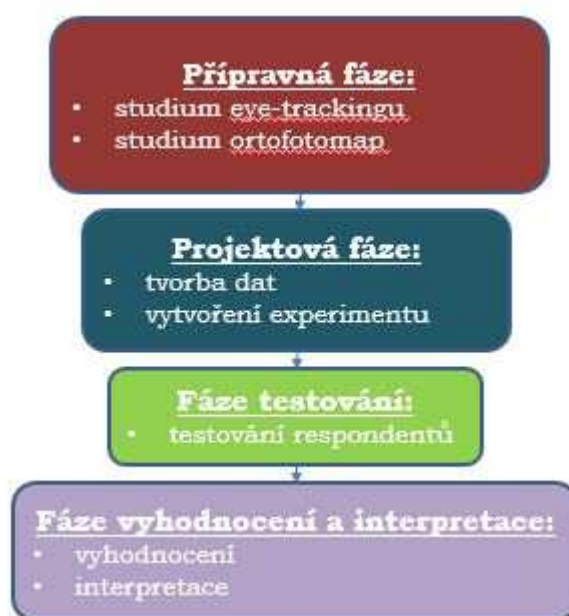 Přípravná fáze:
• studium eye-trackingu
• studium ortofotomap
Projektová fáze:
• tvorba dat
• vytvoření experimentu
Fáze testování:
• testování respondentů
Fáze vyhodnocení a interpretace:
• vyhodnocení
• interpretace